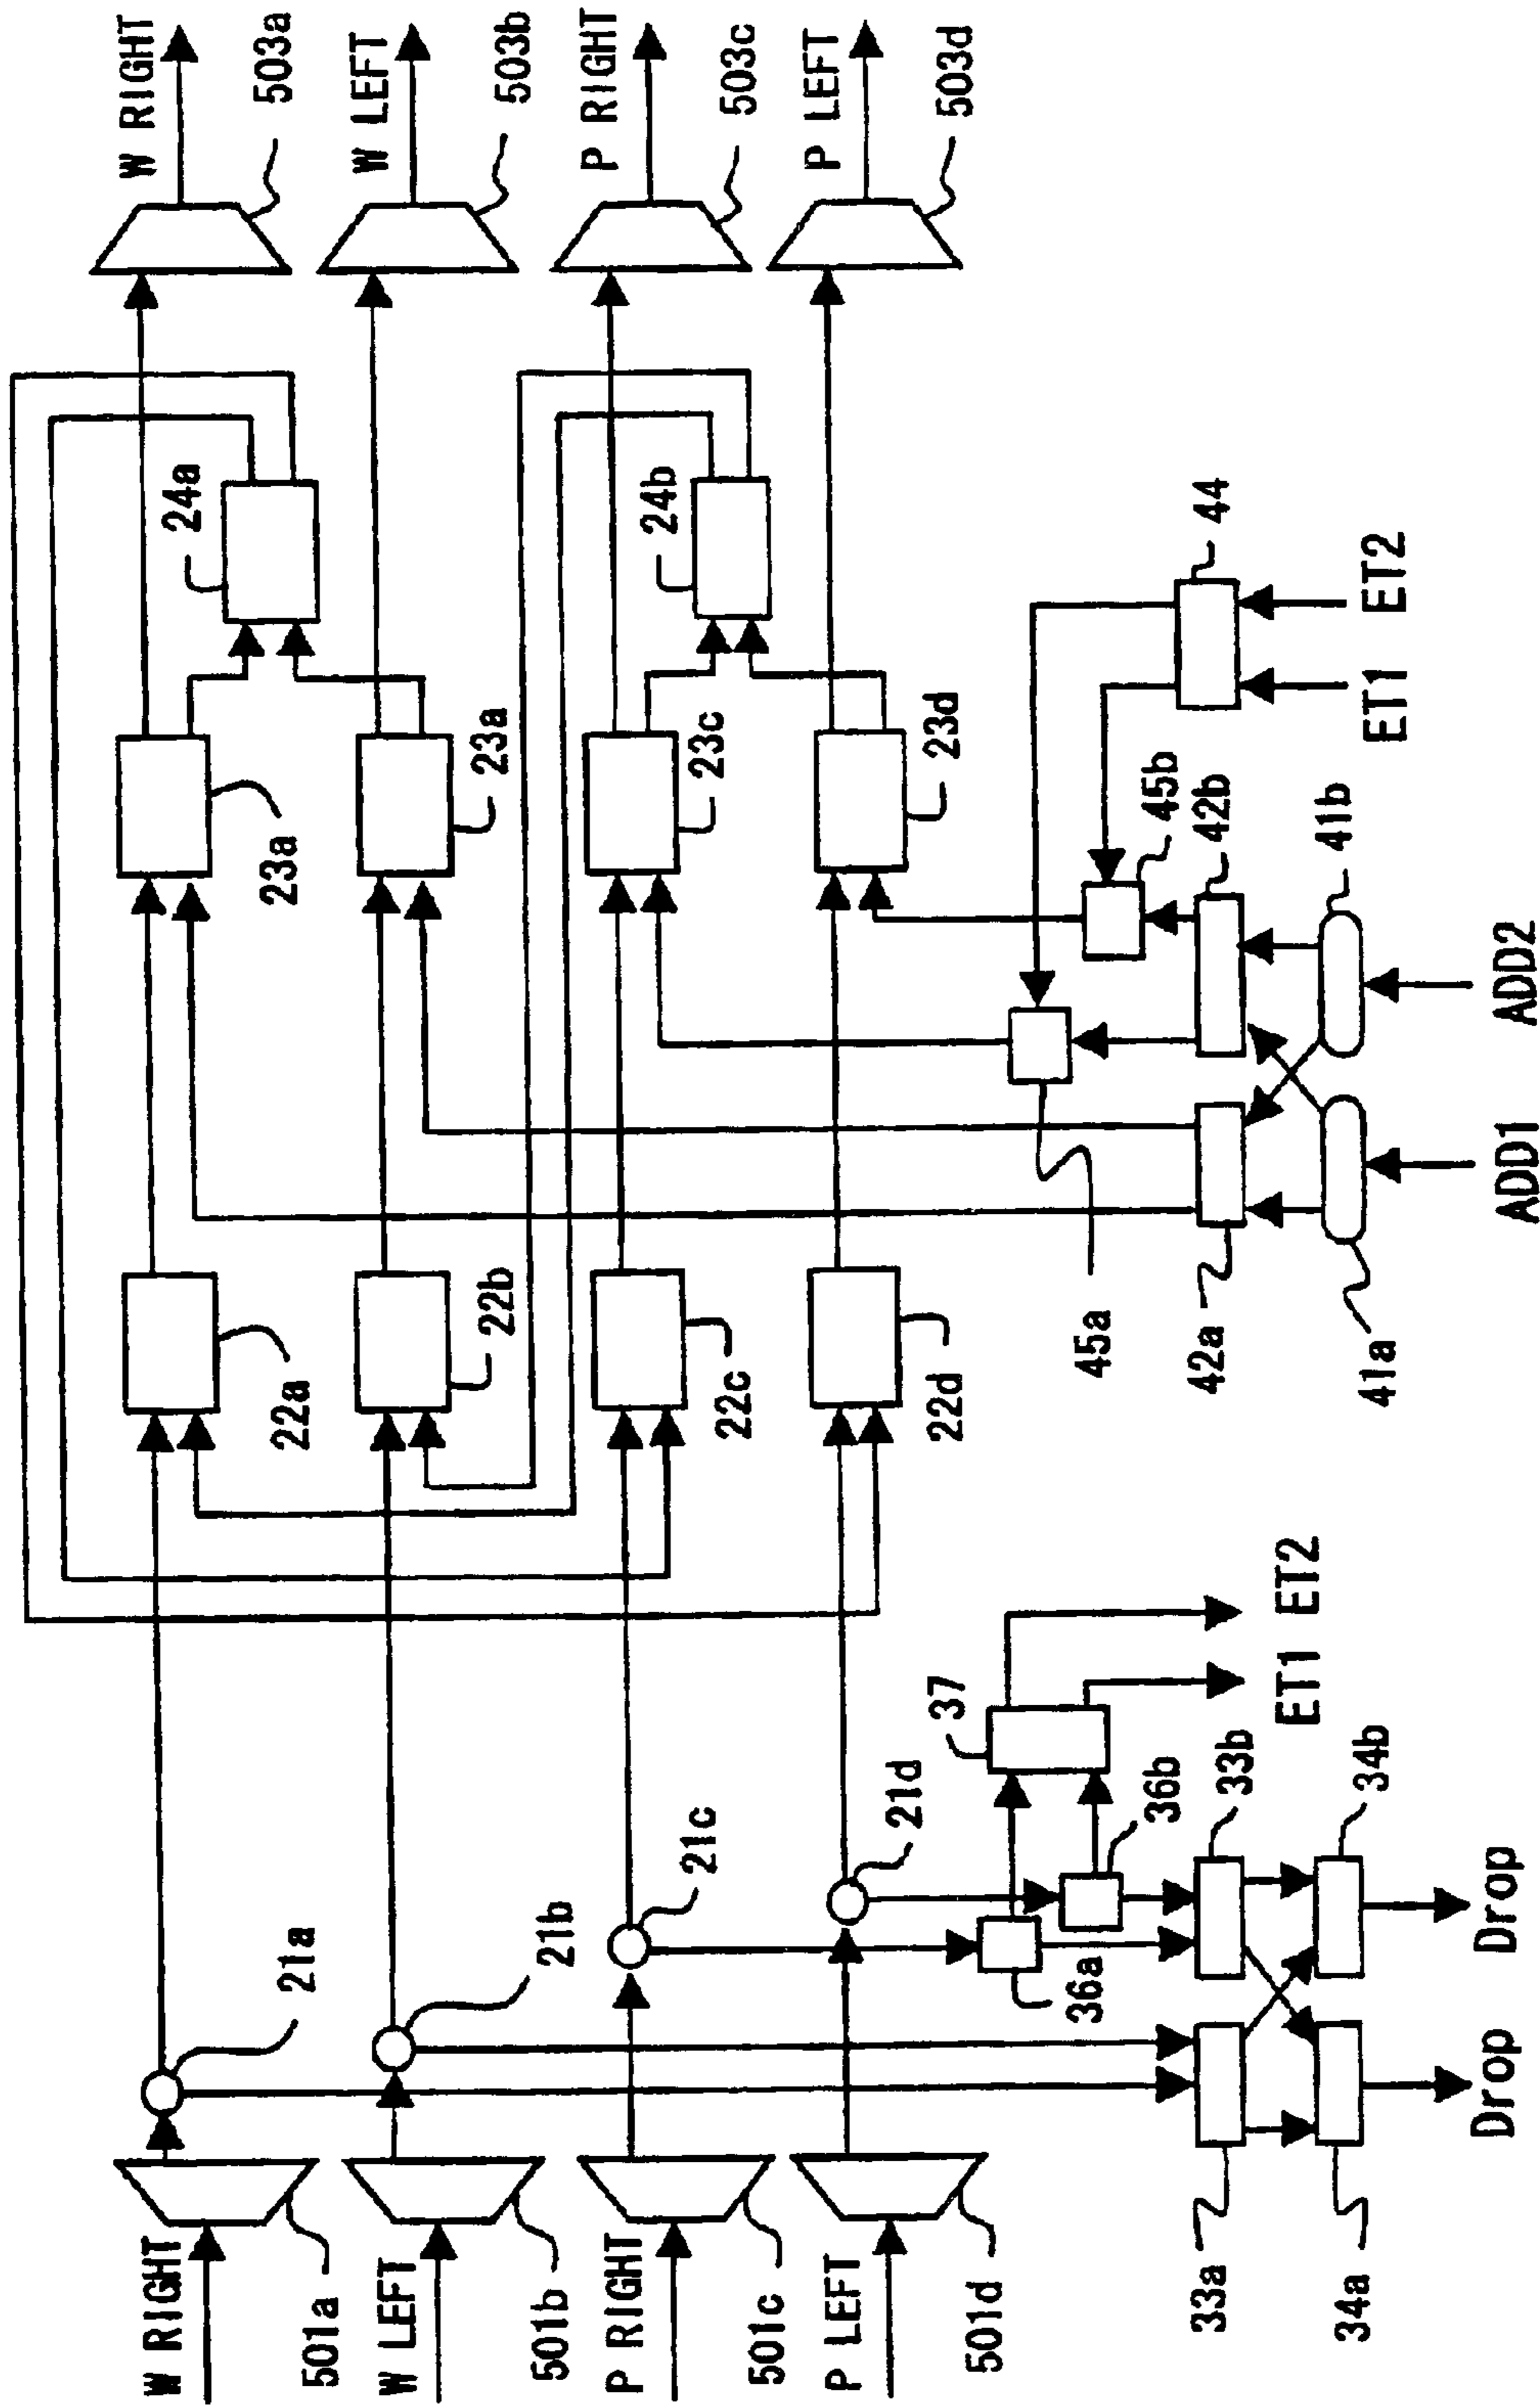 W RIGHT
503a
W LEFT
503b
P RIGHT
503c
P LEFT
503d
24a
24b
44
ET1 ET2
23a
23a
23c
23d
45b
42b
41b
ADD1 ADD2
22a
22b
22c
22d
45a
42a
41a
37
ET1 ET2
21a
21b
21c
21d
36a
36b
33b
34b
Drop Drop
W RIGHT
501a
W LEFT
501b
P RIGHT
501c
P LEFT
501d
33a
34a